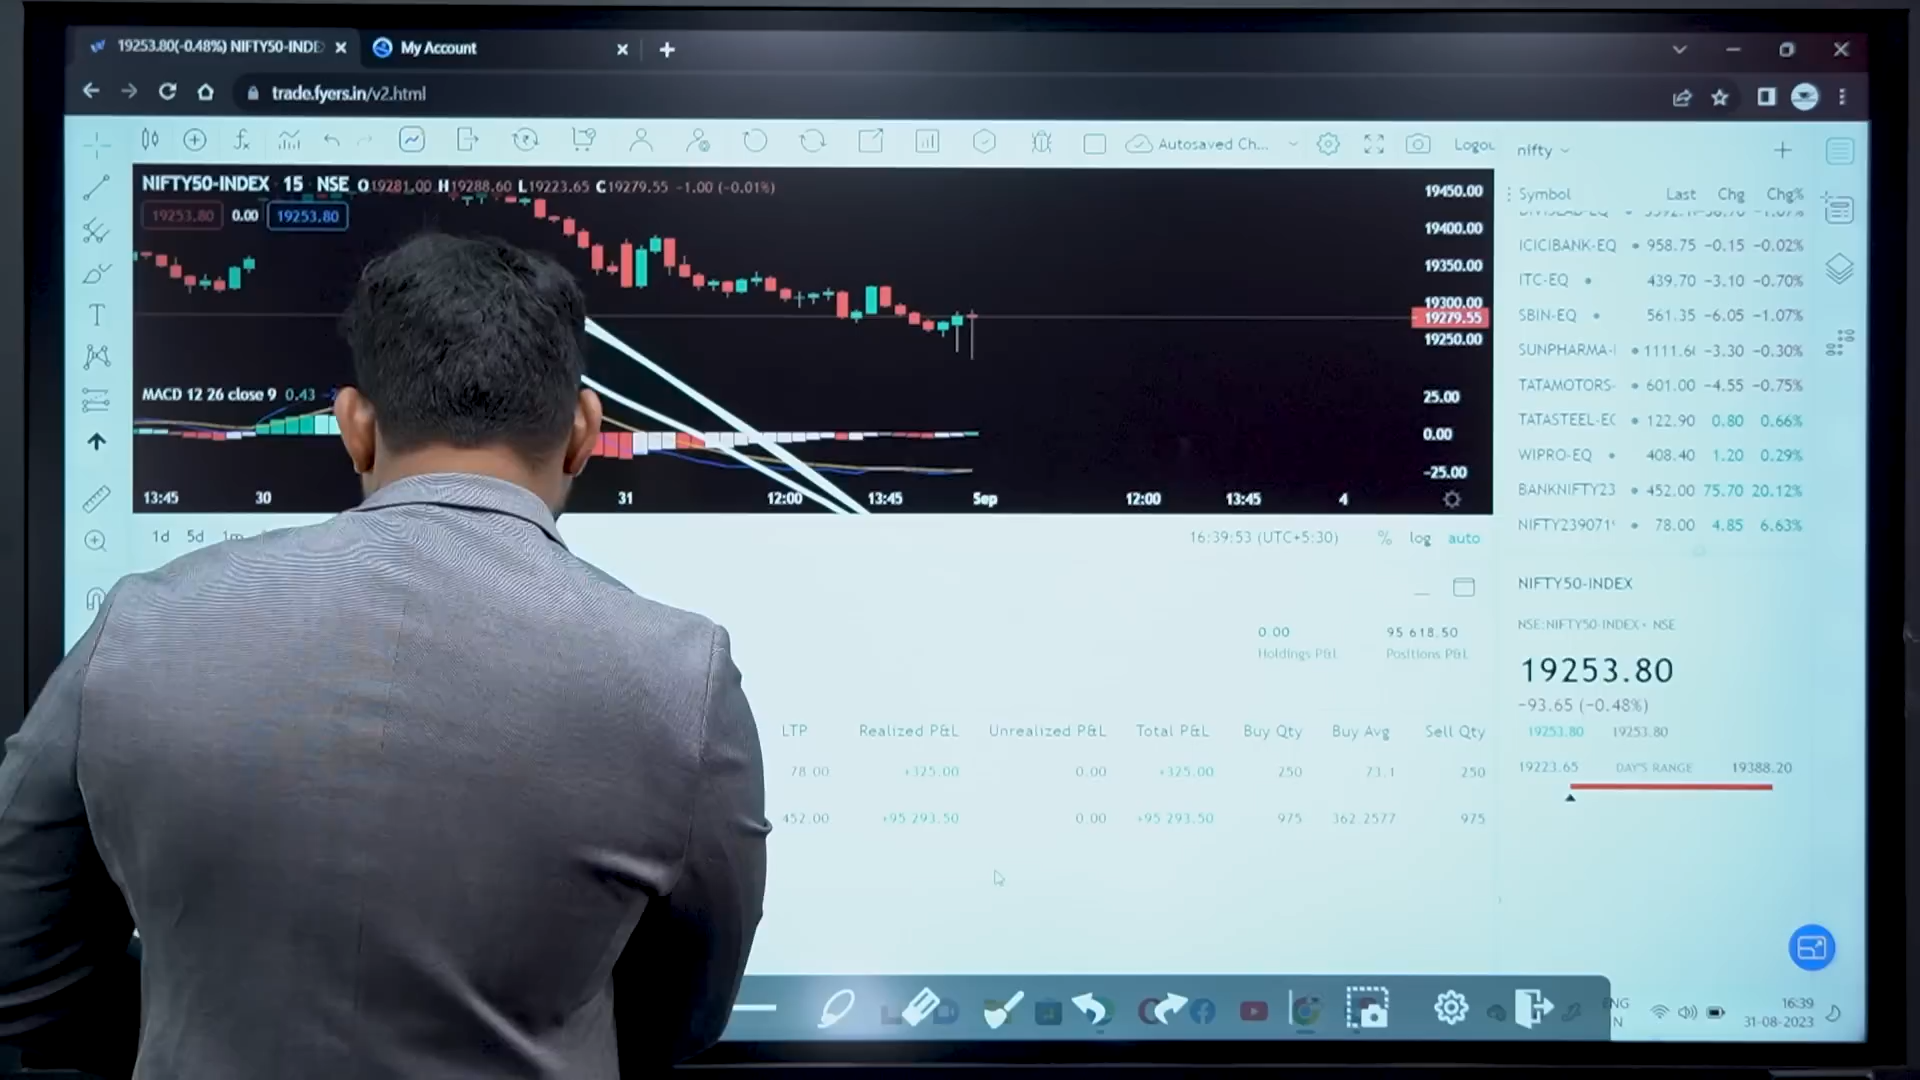 19253.80(-0.48%) NIFTY50-INDE
My Account
trade.fyers.in/v2.html
Autosaved Ch...
Logou
nifty
NIFTY50-INDEX 15 NSE O19281.00 H19288.60 L19223.65 C19279.55 -1.00 (-0.01%)
19253.80 0.00 19253.80
19450.00
19400.00
19350.00
19300.00
19279.55
19250.00
MACD 12 26 close 9 0.43
25.00
0.00
-25.00
13:45 30 31 12:00 13:45 Sep 12:00 13:45 4
1d 5d 1m
16:39:53 (UTC+5:30) % log auto
Symbol Last Chg Chg%
ICICIBANK-EQ 958.75 -0.15 -0.02%
ITC-EQ 439.70 -3.10 -0.70%
SBIN-EQ 561.35 -6.05 -1.07%
SUNPHARMA-I 1111.6 -3.30 -0.30%
TATAMOTORS- 601.00 -4.55 -0.75%
TATASTEEL-EC 122.90 0.80 0.66%
WIPRO-EQ 408.40 1.20 0.29%
BANKNIFTY23 452.00 75.70 20.12%
NIFTY239071 78.00 4.85 6.63%
NIFTY50-INDEX
NSE:NIFTY50-INDEX • NSE
19253.80
-93.65 (-0.48%)
19253.80 19253.80
19223.65 DAY'S RANGE 19388.20
0.00 95 618.50
Holdings P&L Positions P&L
LTP Realized P&L Unrealized P&L Total P&L Buy Qty Buy Avg Sell Qty
78.00 +325.00 0.00 +325.00 250 73.1 250
452.00 +95 293.50 0.00 +95 293.50 975 362.2577 975
ENG
IN
16:39
31-08-2023